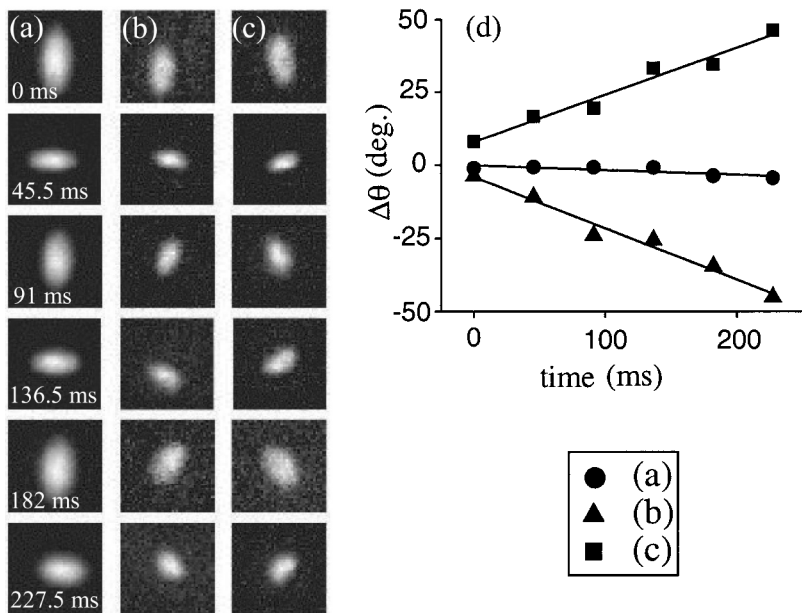 (a)
(b)
(c)
0 ms
45.5 ms
91 ms
136.5 ms
182 ms
227.5 ms
(d)
Δθ (deg.)
50
25
0
-25
-50
0
100
200
time (ms)
(a)
(b)
(c)